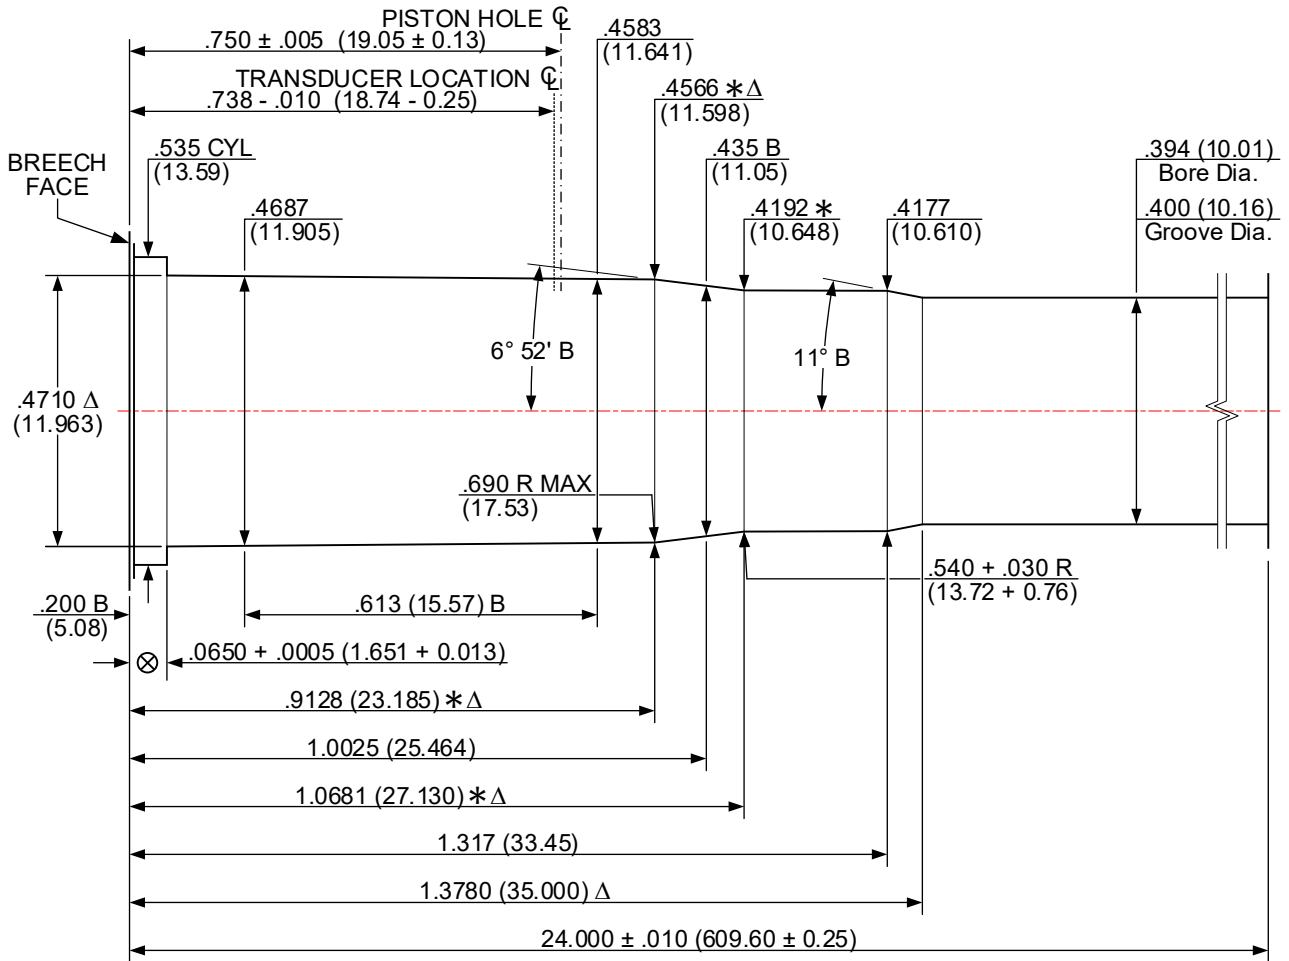 PISTON HOLE ℄
.750 ± .005 (19.05 ± 0.13)
TRANSDUCER LOCATION ℄
.738 - .010 (18.74 - 0.25)
.4583
(11.641)
.4566 ∗ Δ
(11.598)
BREECH
FACE
.535 CYL
(13.59)
.435 B
(11.05)
.394 (10.01)
Bore Dia.
.4687
(11.905)
.4192 ∗
(10.648)
.4177
(10.610)
.400 (10.16)
Groove Dia.
6° 52' B
11° B
.4710 Δ
(11.963)
.690 R MAX
(17.53)
.540 + .030 R
(13.72 + 0.76)
.200 B
(5.08)
.613 (15.57) B
⊗ .0650 + .0005 (1.651 + 0.013)
.9128 (23.185) ∗ Δ
1.0025 (25.464)
1.0681 (27.130) ∗ Δ
1.317 (33.45)
1.3780 (35.000) Δ
24.000 ± .010 (609.60 ± 0.25)